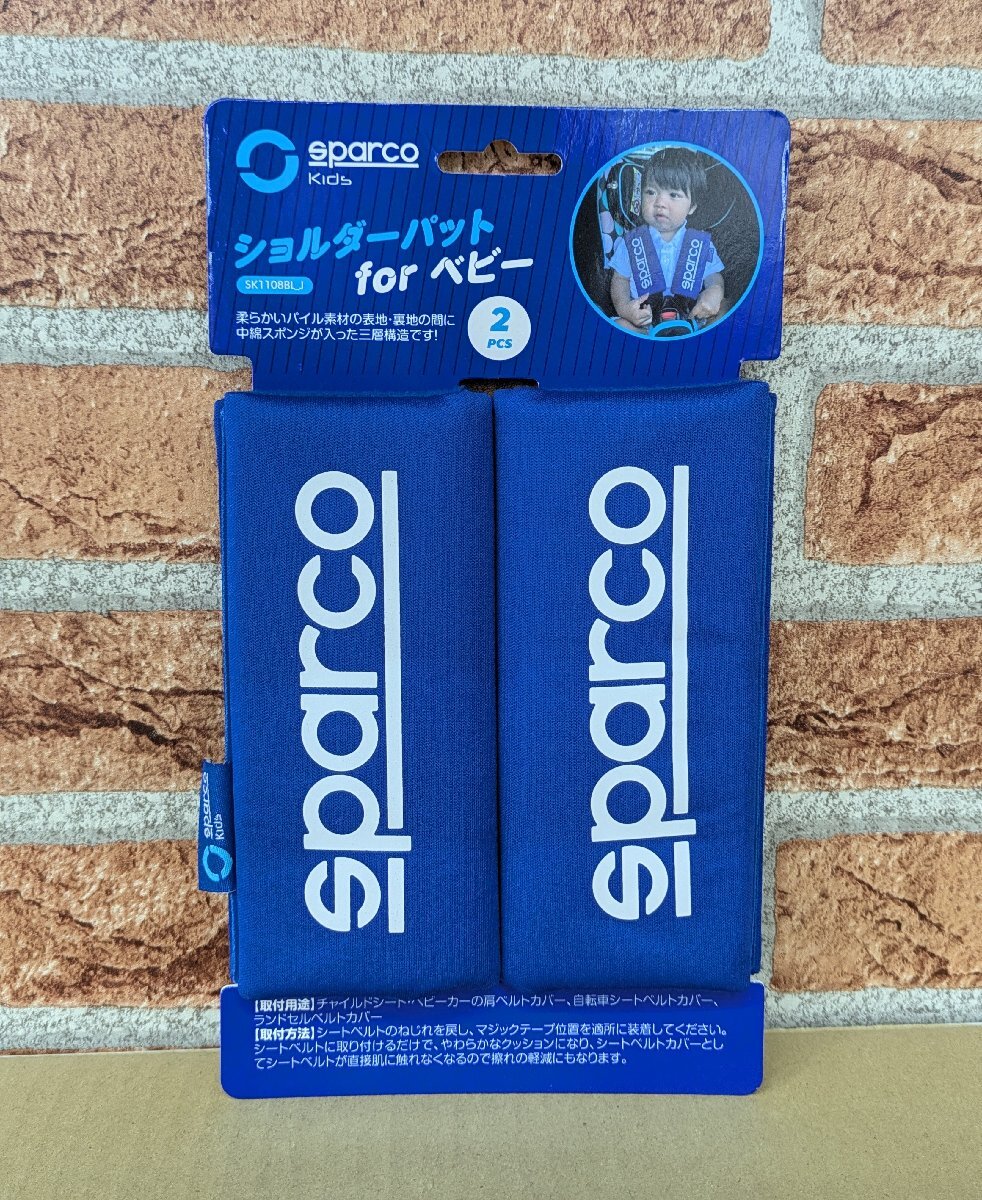 sparco
Kids
ショルダーパット
for ベビー
SK1108BL_J
柔らかいパイル素材の表地・裏地の間に
中綿スポンジが入った三層構造です!
2
PCS
sparco
sparco
sparco
sparco
sparco
Kids
【取付用途】チャイルドシート・ベビーカーの肩ベルトカバー、自転車シートベルトカバー、
ランドセルベルトカバー
【取付方法】シートベルトのねじれを戻し、マジックテープ位置を適所に装着してください。
シートベルトに取り付けるだけで、やわらかなクッションになり、シートベルトカバーとし
てシートベルトが直接肌に触れなくなるので擦れの軽減にもなります。